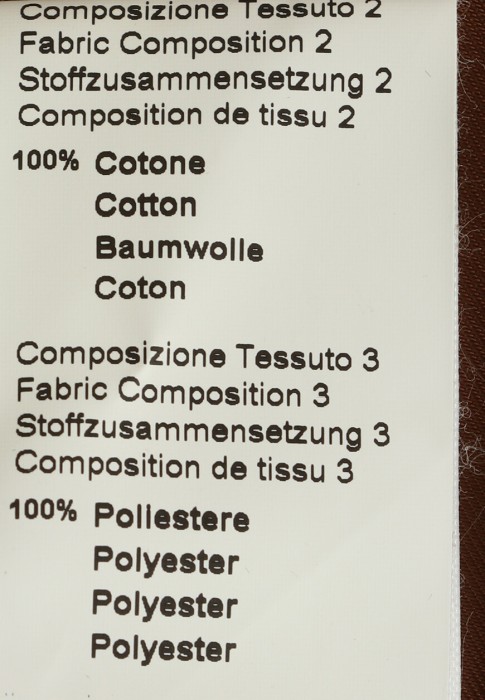 Composizione Tessuto 2
Fabric Composition 2
Stoffzusammensetzung 2
Composition de tissu 2
100% Cotone
Cotton
Baumwolle
Coton
Composizione Tessuto 3
Fabric Composition 3
Stoffzusammensetzung 3
Composition de tissu 3
100% Poliestere
Polyester
Polyester
Polyester